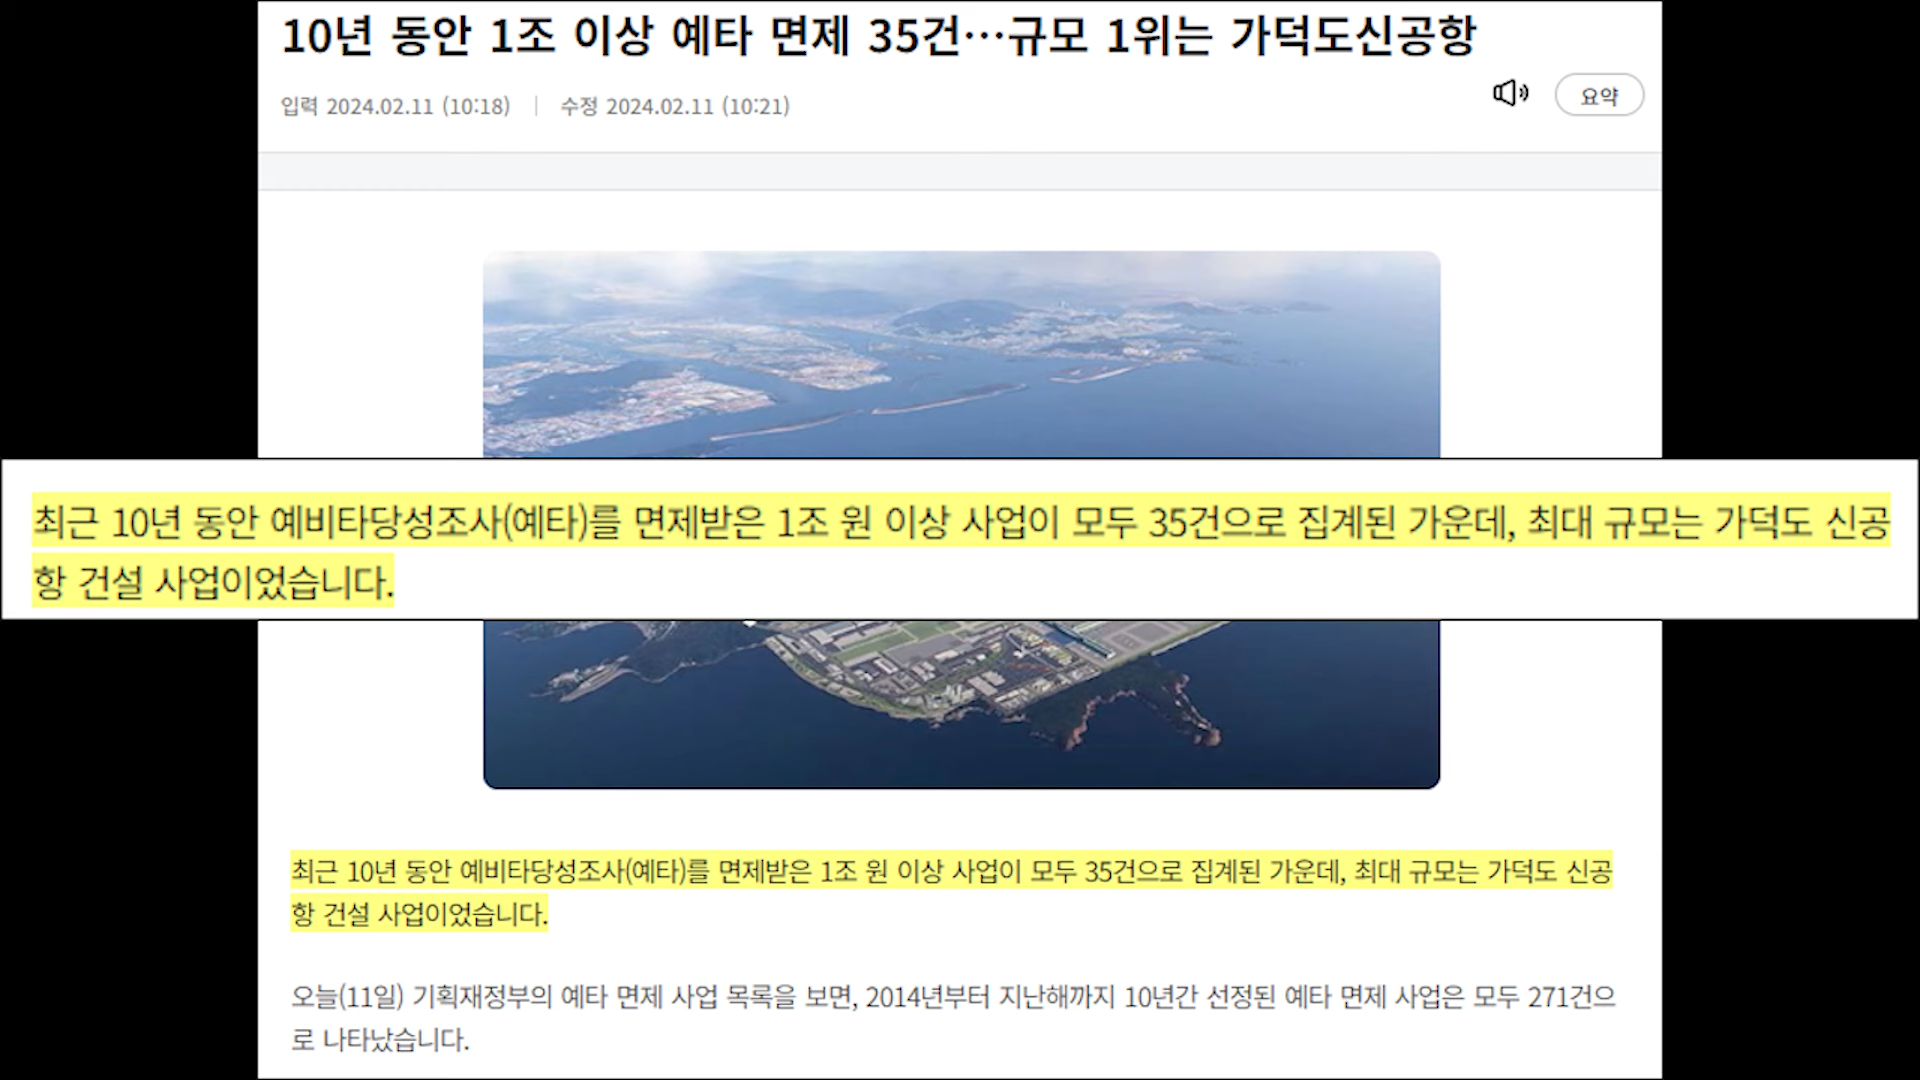 10년 동안 1조 이상 예타 면제 35건…규모 1위는 가덕도신공항
입력 2024.02.11 (10:18) | 수정 2024.02.11 (10:21)
요약
최근 10년 동안 예비타당성조사(예타)를 면제받은 1조 원 이상 사업이 모두 35건으로 집계된 가운데, 최대 규모는 가덕도 신공
항 건설 사업이었습니다.
최근 10년 동안 예비타당성조사(예타)를 면제받은 1조 원 이상 사업이 모두 35건으로 집계된 가운데, 최대 규모는 가덕도 신공
항 건설 사업이었습니다.
오늘(11일) 기획재정부의 예타 면제 사업 목록을 보면, 2014년부터 지난해까지 10년간 선정된 예타 면제 사업은 모두 271건으
로 나타났습니다.